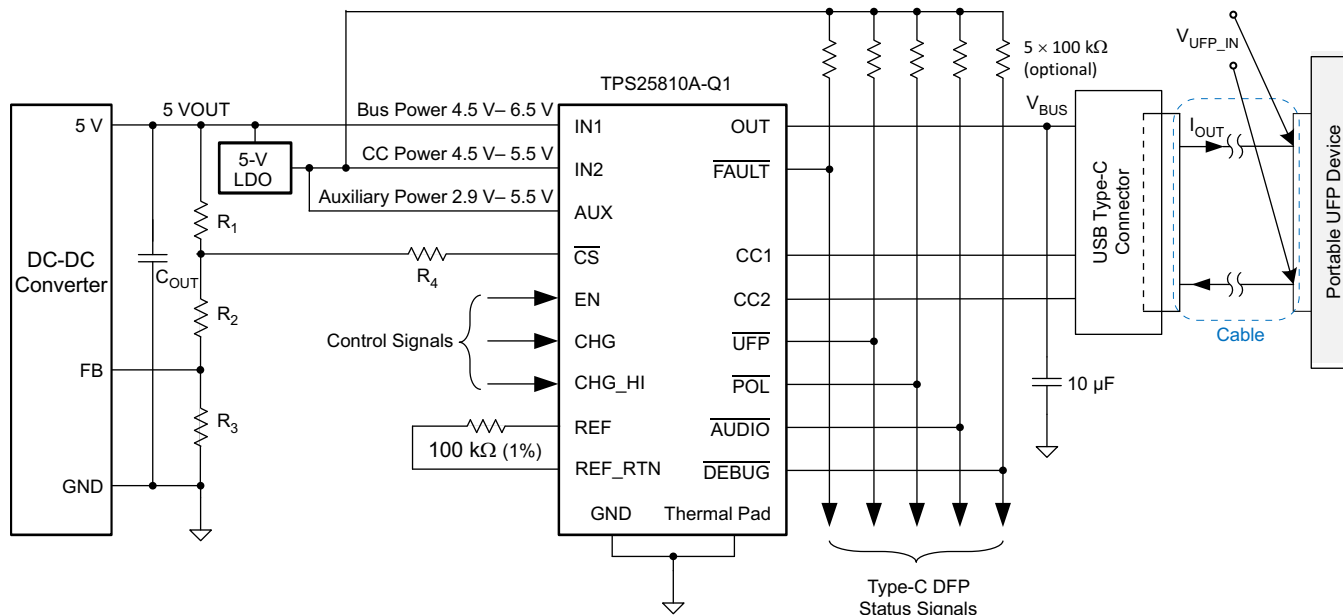 5 × 100 kΩ
(optional)
V_UFP_IN
TPS25810A-Q1
5 V
5 VOUT
Bus Power 4.5 V– 6.5 V
IN1
OUT
V_BUS
I_OUT
5-V
LDO
CC Power 4.5 V– 5.5 V
IN2
FAULT
Auxiliary Power 2.9 V– 5.5 V
AUX
R1
DC-DC
Converter
C_OUT
R4
CS
CC1
USB Type-C
Connector
Portable UFP Device
R2
EN
CC2
Control Signals
CHG
UFP
Cable
FB
CHG_HI
POL
10 µF
R3
REF
AUDIO
100 kΩ (1%)
REF_RTN
DEBUG
GND
GND
Thermal Pad
Type-C DFP
Status Signals